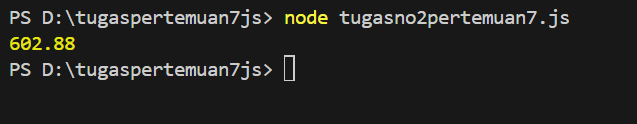 PS D:\tugaspertemuan7js> node tugasno2pertemuan7.js
602.88
PS D:\tugaspertemuan7js>